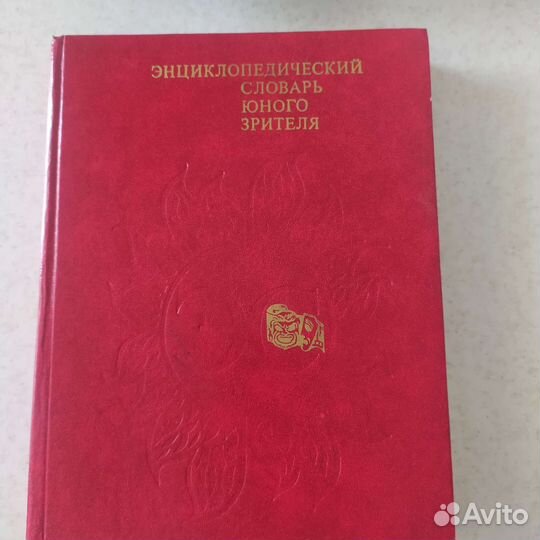 ЭНЦИКЛОПЕДИЧЕСКИЙ
СЛОВАРЬ
ЮНОГО
ЗРИТЕЛЯ
Avito